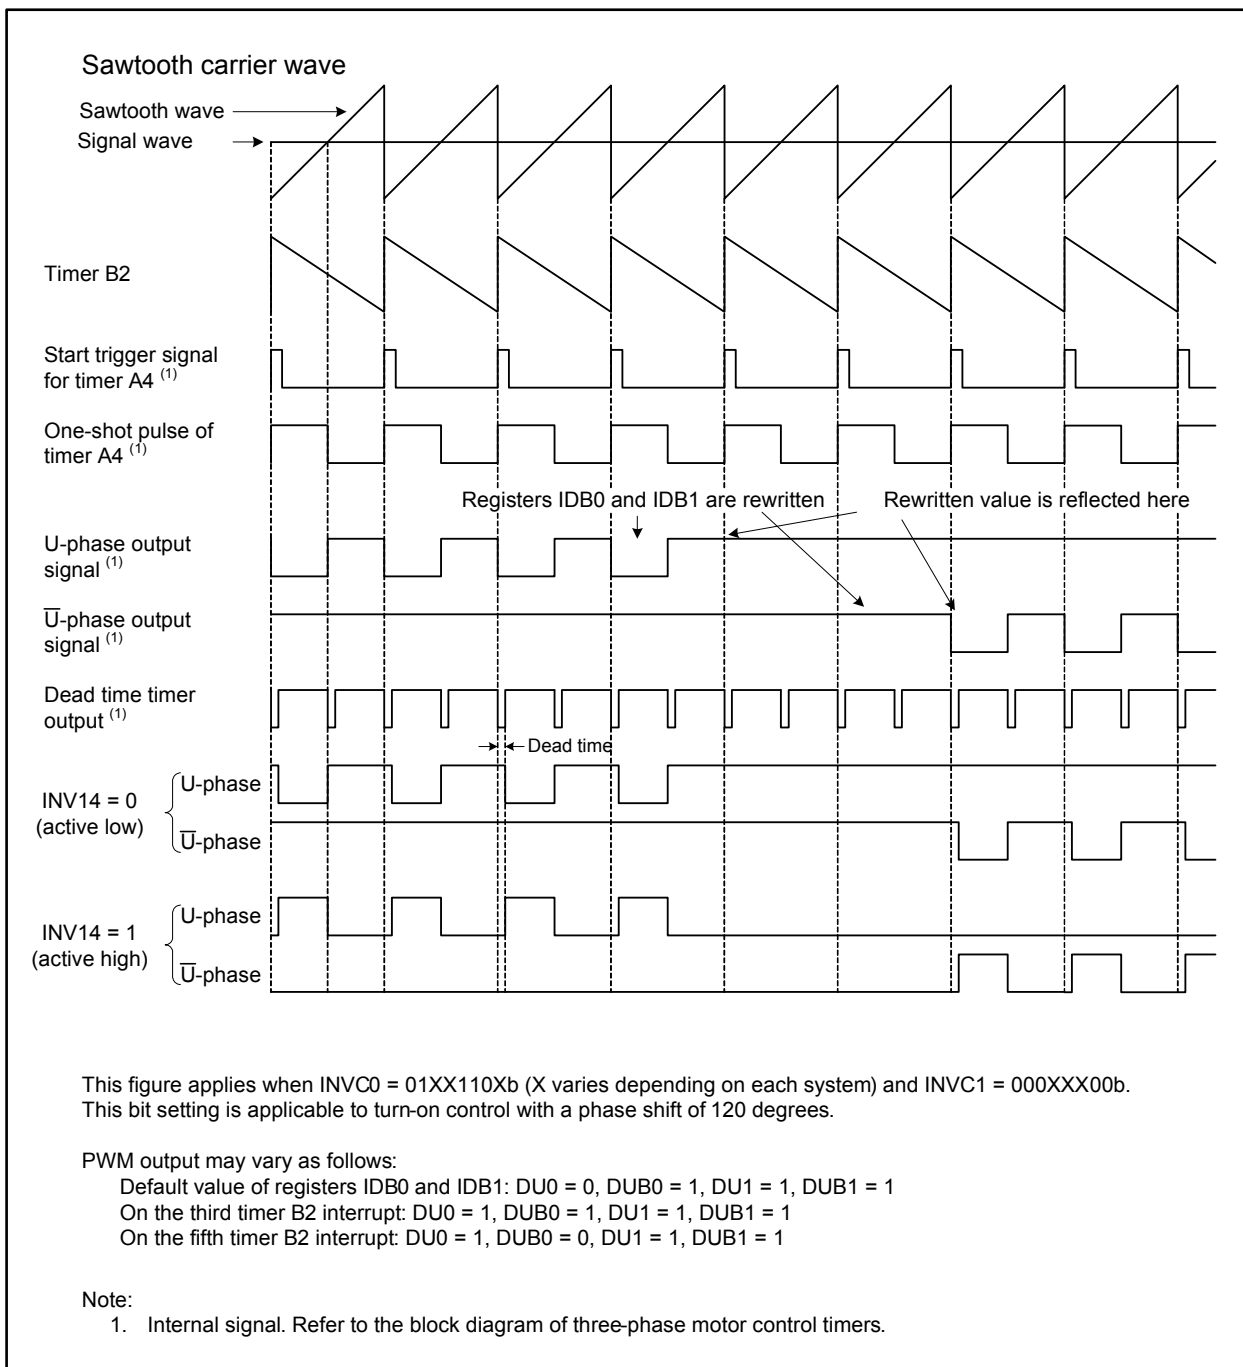 Sawtooth carrier wave
Sawtooth wave
Signal wave
Timer B2
Start trigger signal
for timer A4 (1)
One-shot pulse of
timer A4 (1)
Registers IDB0 and IDB1 are rewritten
Rewritten value is reflected here
U-phase output
signal (1)
U̅-phase output
signal (1)
Dead time timer
output (1)
Dead time
INV14 = 0
(active low)
U-phase
U̅-phase
INV14 = 1
(active high)
U-phase
U̅-phase
This figure applies when INVC0 = 01XX110Xb (X varies depending on each system) and INVC1 = 000XXX00b.
This bit setting is applicable to turn-on control with a phase shift of 120 degrees.
PWM output may vary as follows:
Default value of registers IDB0 and IDB1: DU0 = 0, DUB0 = 1, DU1 = 1, DUB1 = 1
On the third timer B2 interrupt: DU0 = 1, DUB0 = 1, DU1 = 1, DUB1 = 1
On the fifth timer B2 interrupt: DU0 = 1, DUB0 = 0, DU1 = 1, DUB1 = 1
Note:
1. Internal signal. Refer to the block diagram of three-phase motor control timers.